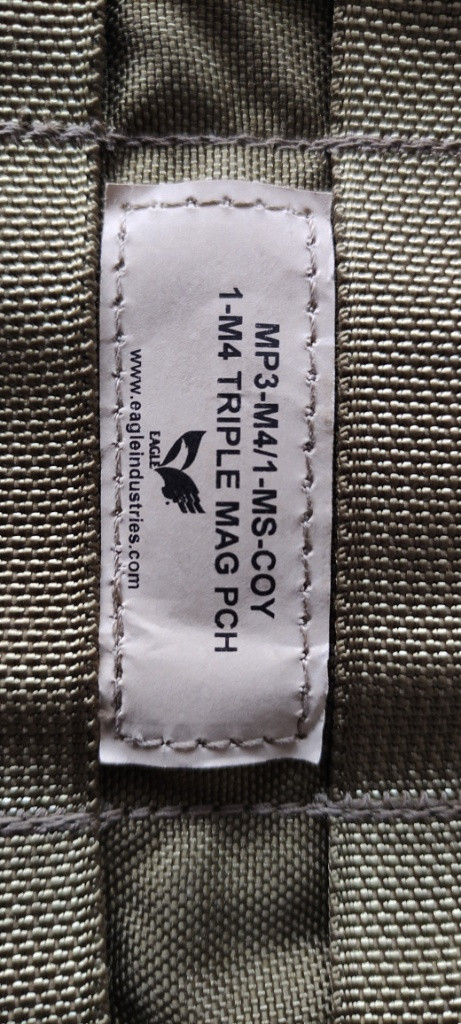 MP3-M4/1-MS-COY
1-M4 TRIPLE MAG PCH
EAGLE
www.eagleindustries.com